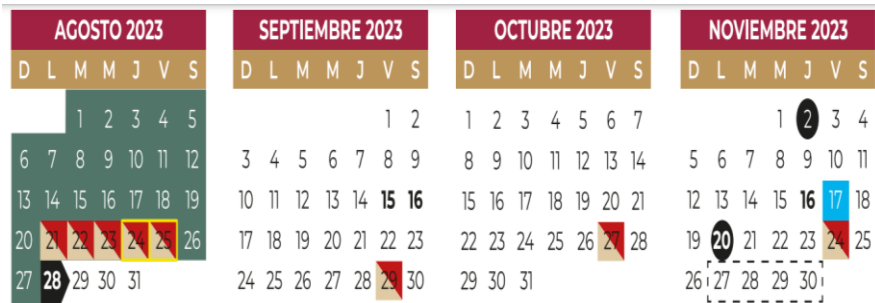 AGOSTO 2023
D L M M J V S
1 2 3 4 5
6 7 8 9 10 11 12
13 14 15 16 17 18 19
20 21 22 23 24 25 26
27 28 29 30 31
SEPTIEMBRE 2023
D L M M J V S
1 2
3 4 5 6 7 8 9
10 11 12 13 14 15 16
17 18 19 20 21 22 23
24 25 26 27 28 29 30
OCTUBRE 2023
D L M M J V S
1 2 3 4 5 6 7
8 9 10 11 12 13 14
15 16 17 18 19 20 21
22 23 24 25 26 27 28
29 30 31
NOVIEMBRE 2023
D L M M J V S
1 2 3 4
5 6 7 8 9 10 11
12 13 14 15 16 17 18
19 20 21 22 23 24 25
26 27 28 29 30